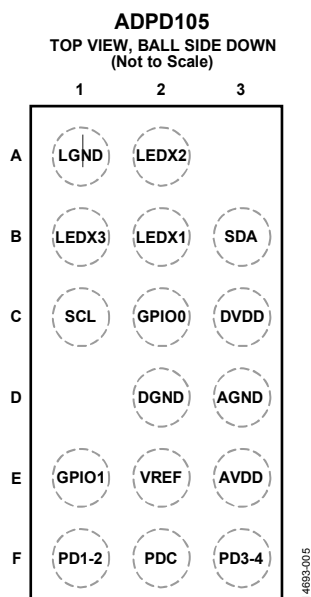 ADPD105
TOP VIEW, BALL SIDE DOWN
(Not to Scale)
1 2 3
A LGND LEDX2
B LEDX3 LEDX1 SDA
C SCL GPIO0 DVDD
D DGND AGND
E GPIO1 VREF AVDD
F PD1-2 PDC PD3-4
4693-005